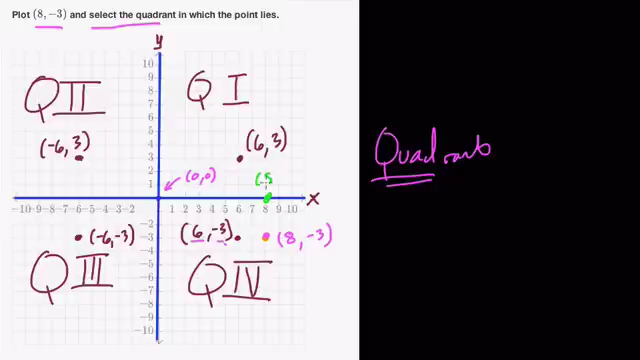 Plot (8, −3) and select the quadrant in which the point lies.
y
10
9
8
7
6
5
4
3
2
1
QII
QI
(-6, 3)
(6, 3)
(0,0)
(8
−10 −9 −8 −7 −6 −5 −4 −3 −2
1 2 3 4 5 6 7 8 9 10
x
(-6, -3)
(6, -3)
(8, -3)
QIII
QIV
−2
−3
−4
−5
−6
−7
−8
−9
−10
Quadrants